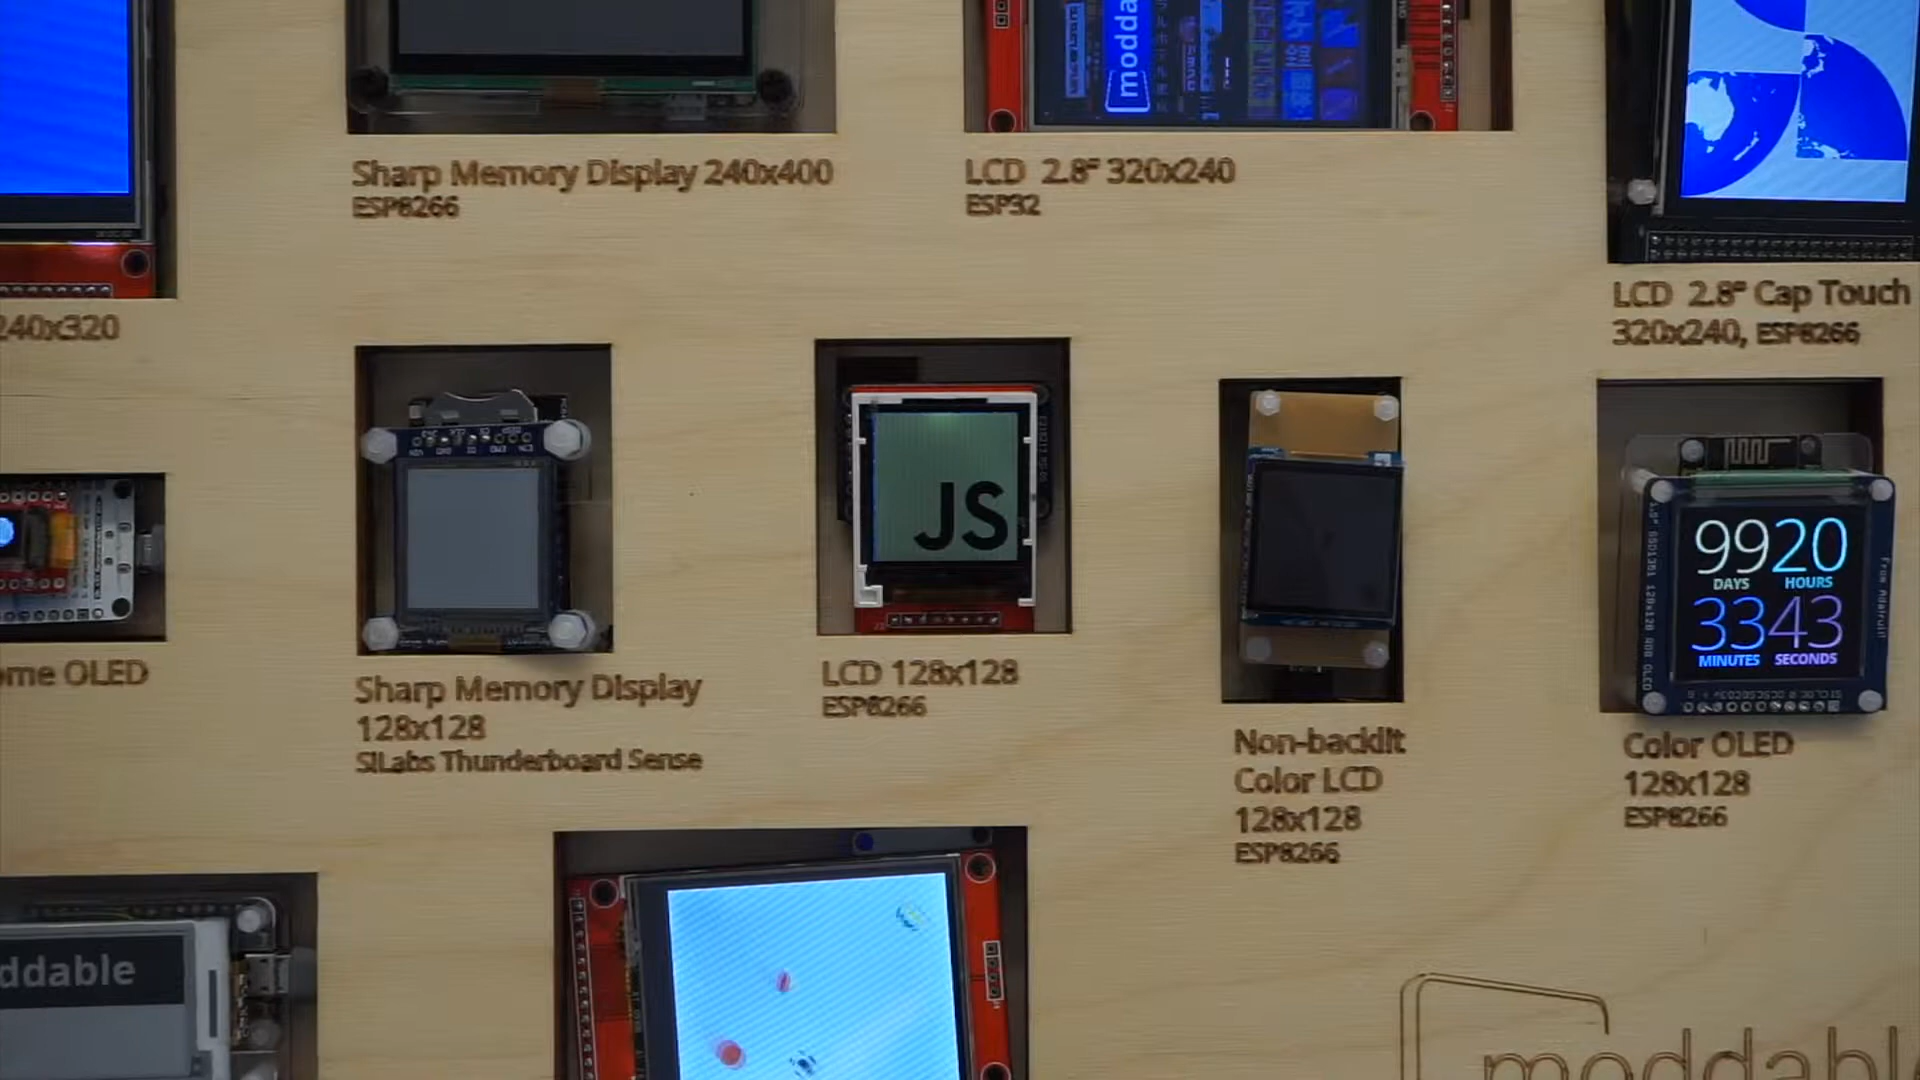 modda
Sharp Memory Display 240x400
ESP8266
LCD 2.8" 320x240
ESP32
LCD 2.8" Cap Touch
320x240, ESP8266
240x320
JS
9920
DAYS HOURS
3343
MINUTES SECONDS
ome OLED
Sharp Memory Display
128x128
SiLabs Thunderboard Sense
LCD 128x128
ESP8266
Non-backlit
Color LCD
128x128
ESP8266
Color OLED
128x128
ESP8266
ddable
moddable